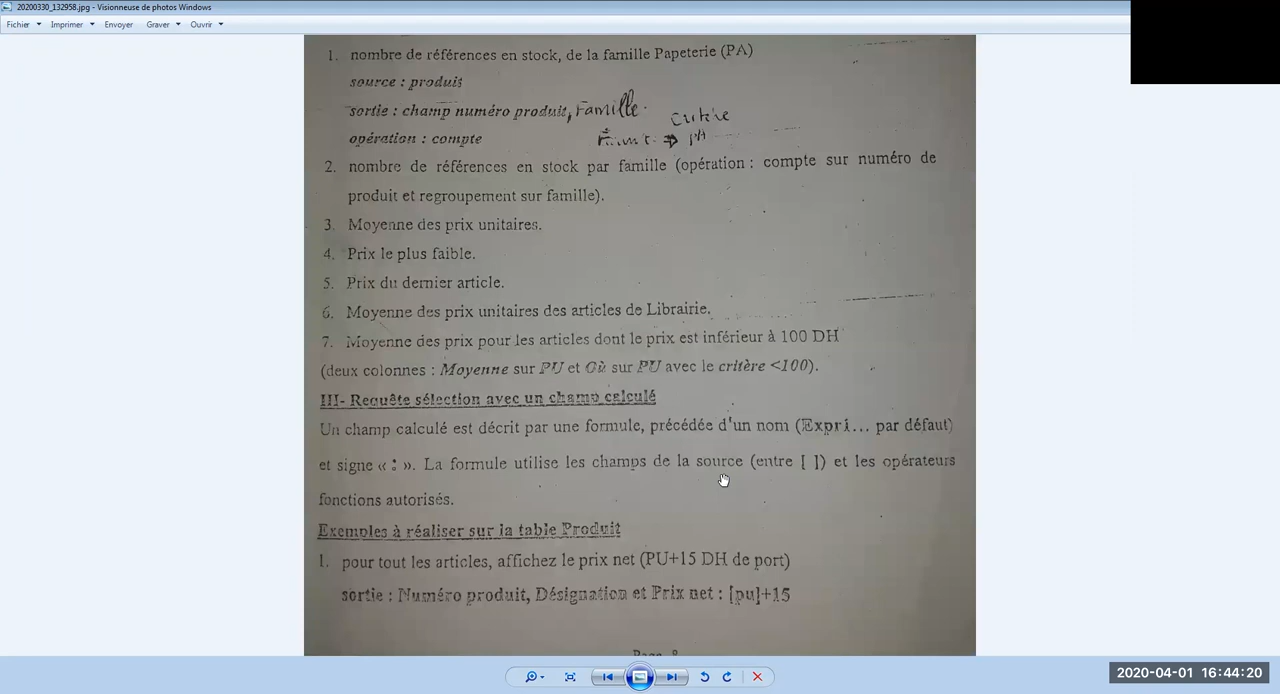 20200330_132958.jpg - Visionneuse de photos Windows
Fichier Imprimer Envoyer Graver Ouvrir
1. nombre de références en stock, de la famille Papeterie (PA)
source : produit
sortie : champ numéro produit, Famille.
Critère
opération : compte
⇒ PA
2. nombre de références en stock par famille (opération : compte sur numéro de
produit et regroupement sur famille).
3. Moyenne des prix unitaires.
4. Prix le plus faible.
5. Prix du dernier article.
6. Moyenne des prix unitaires des articles de Librairie.
7. Moyenne des prix pour les articles dont le prix est inférieur à 100 DH
(deux colonnes : Moyenne sur PU et Où sur PU avec le critère <100).
III- Requête sélection avec un champ calculé
Un champ calculé est décrit par une formule, précédée d'un nom (Expr1... par défaut)
et signe « : ». La formule utilise les champs de la source (entre [ ]) et les opérateurs
fonctions autorisés.
Exemples à réaliser sur la table Produit
1. pour tout les articles, affichez le prix net (PU+15 DH de port)
sortie : Numéro produit, Désignation et Prix net : [pu]+15
2020-04-01 16:44:20